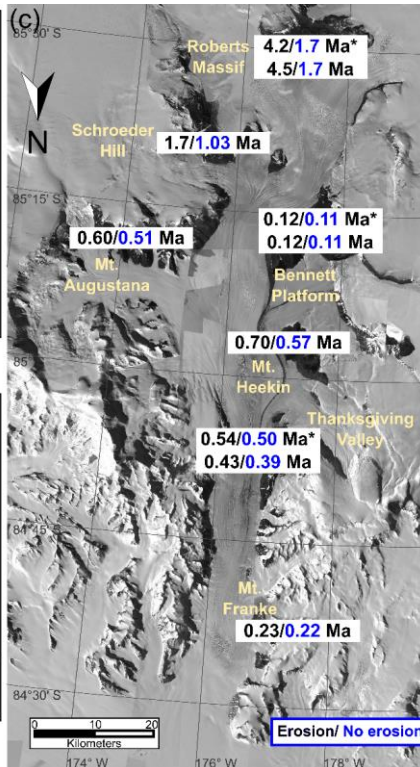 (c)
85°30' S
Roberts
Massif
4.2/1.7 Ma*
4.5/1.7 Ma
N
Schroeder
Hill
1.7/1.03 Ma
85°15' S
0.12/0.11 Ma*
0.12/0.11 Ma
0.60/0.51 Ma
Mt.
Augustana
Bennett
Platform
85°
0.70/0.57 Ma
Mt.
Heekin
Thanksgiving
Valley
0.54/0.50 Ma*
0.43/0.39 Ma
Mt.
Franke
0.23/0.22 Ma
84°30' S
0 10 20
Kilometers
Erosion/ No erosion
174° W
176° W
178° W